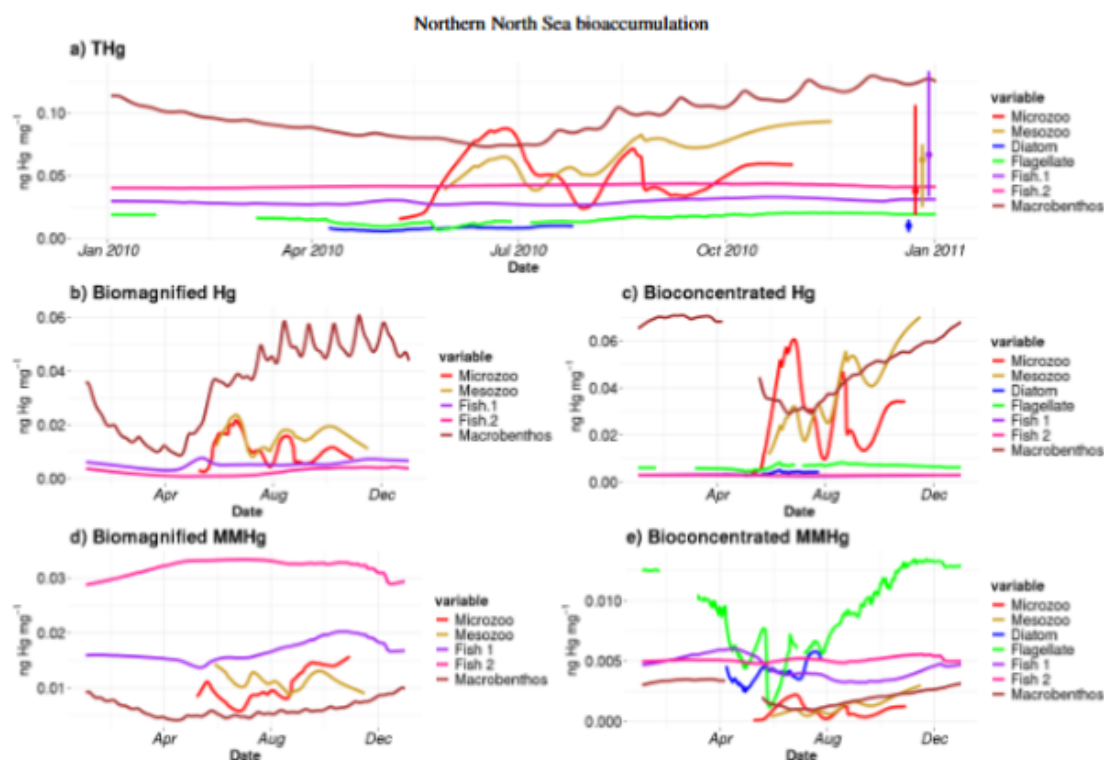 Northern North Sea bioaccumulation
a) THg
ng Hg mg⁻¹
0.10
0.05
0.00
Jan 2010
Apr 2010
Jul 2010
Oct 2010
Jan 2011
Date
variable
Microzoo
Mesozoo
Diatom
Flagellate
Fish.1
Fish.2
Macrobenthos
b) Biomagnified Hg
ng Hg mg⁻¹
0.06
0.04
0.02
0.00
Apr
Aug
Dec
Date
variable
Microzoo
Mesozoo
Fish.1
Fish.2
Macrobenthos
c) Bioconcentrated Hg
ng Hg mg⁻¹
0.06
0.04
0.02
0.00
Apr
Aug
Dec
Date
variable
Microzoo
Mesozoo
Diatom
Flagellate
Fish 1
Fish 2
Macrobenthos
d) Biomagnified MMHg
ng Hg mg⁻¹
0.03
0.02
0.01
Apr
Aug
Dec
Date
variable
Microzoo
Mesozoo
Fish 1
Fish 2
Macrobenthos
e) Bioconcentrated MMHg
ng Hg mg⁻¹
0.010
0.005
0.000
Apr
Aug
Dec
Date
variable
Microzoo
Mesozoo
Diatom
Flagellate
Fish 1
Fish 2
Macrobenthos